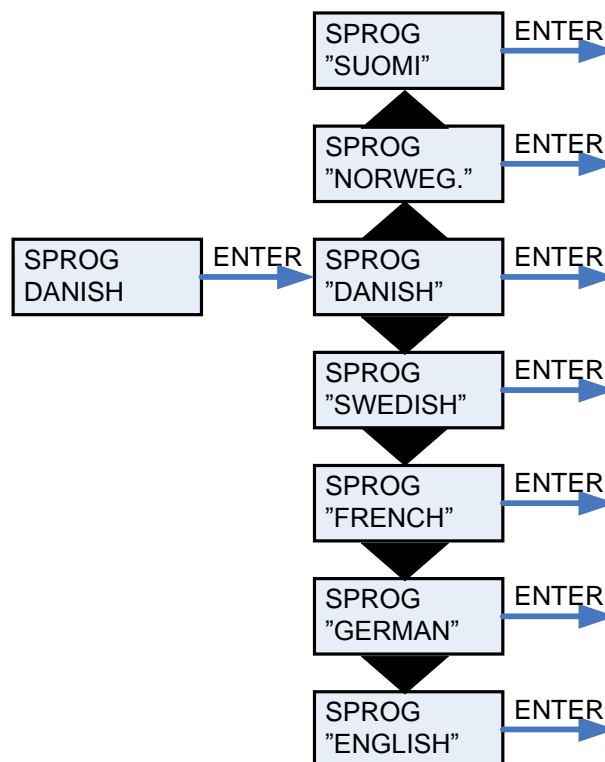 SPROG
"SUOMI"
ENTER
SPROG
"NORWEG."
ENTER
SPROG
DANISH
ENTER
SPROG
"DANISH"
ENTER
SPROG
"SWEDISH"
ENTER
SPROG
"FRENCH"
ENTER
SPROG
"GERMAN"
ENTER
SPROG
"ENGLISH"
ENTER